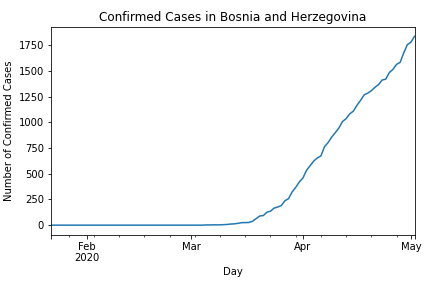 Confirmed Cases in Bosnia and Herzegovina
Number of Confirmed Cases
1750
1500
1250
1000
750
500
250
0
Feb
2020
Mar
Apr
May
Day